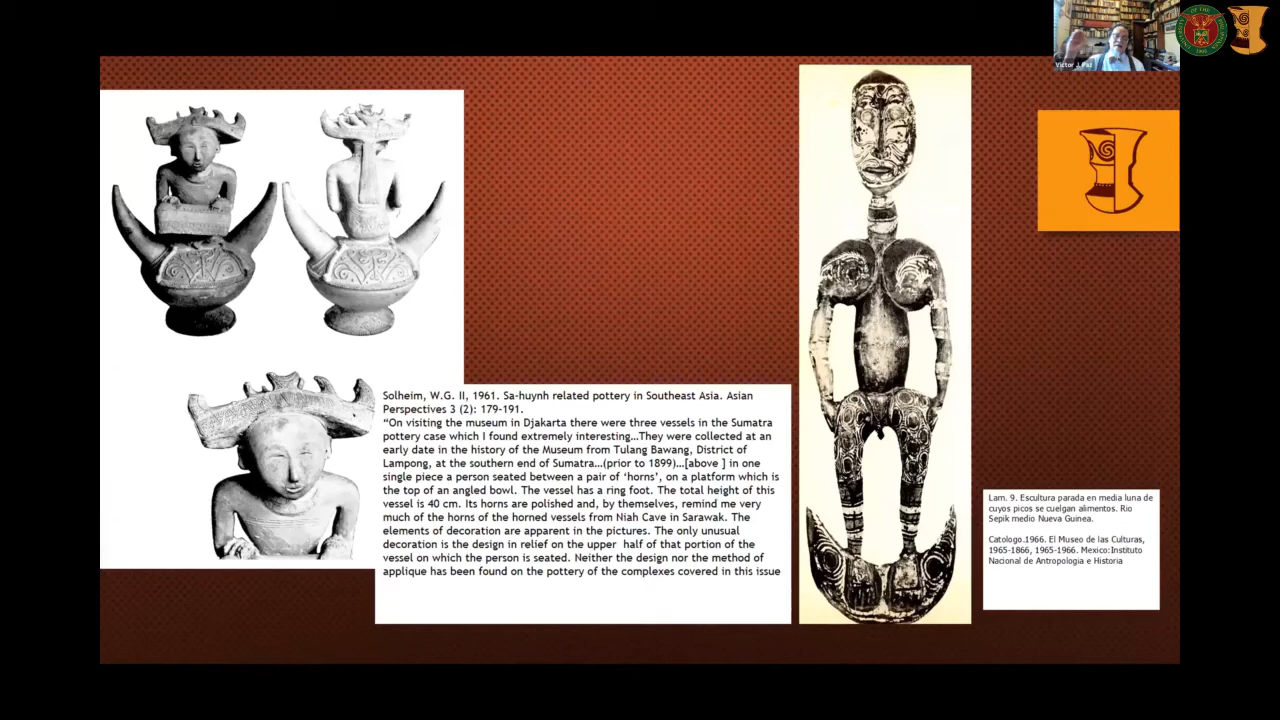 Victor J. Paz
Solheim, W.G. II, 1961. Sa-huynh related pottery in Southeast Asia. Asian
Perspectives 3 (2): 179-191.
“On visiting the museum in Djakarta there were three vessels in the Sumatra
pottery case which I found extremely interesting…They were collected at an
early date in the history of the Museum from Tulang Bawang, District of
Lampong, at the southern end of Sumatra…(prior to 1899)…[above ] in one
single piece a person seated between a pair of ‘horns’, on a platform which is
the top of an angled bowl. The vessel has a ring foot. The total height of this
vessel is 40 cm. Its horns are polished and, by themselves, remind me very
much of the horns of the horned vessels from Niah Cave in Sarawak. The
elements of decoration are apparent in the pictures. The only unusual
decoration is the design in relief on the upper  half of that portion of the
vessel on which the person is seated. Neither the design nor the method of
applique has been found on the pottery of the complexes covered in this issue
Lam. 9. Escultura parada en media luna de
cuyos picos se cuelgan alimentos. Rio
Sepik medio Nueva Guinea.
Catologo.1966. El Museo de las Culturas,
1965-1866, 1965-1966. Mexico:Instituto
Nacional de Antropologia e Historia